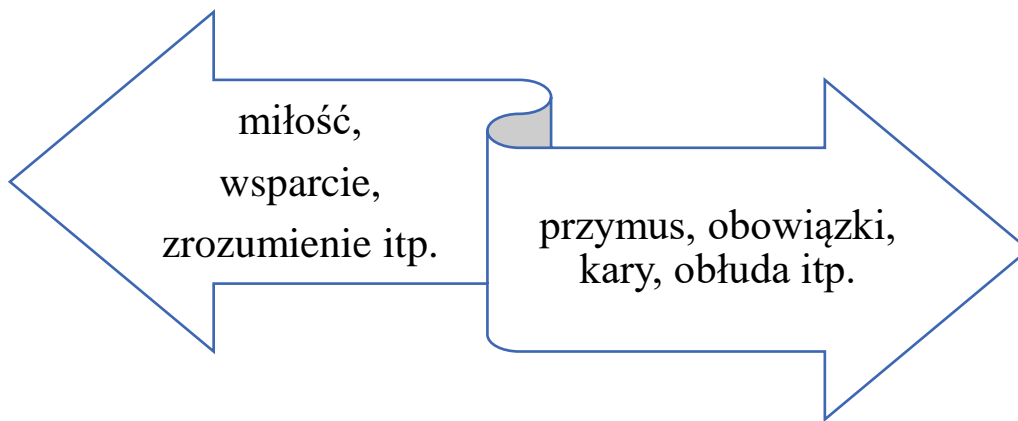 miłość,
wsparcie,
zrozumienie itp.
przymus, obowiązki,
kary, obłuda itp.